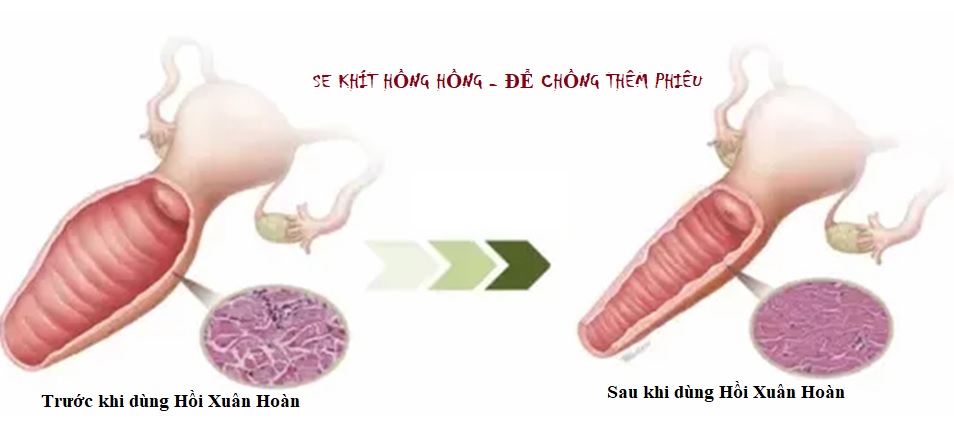 SE KHÍT HỒNG HỒNG - ĐỂ CHỒNG THÊM PHIÊU
Trước khi dùng Hồi Xuân Hoàn
Sau khi dùng Hồi Xuân Hoàn